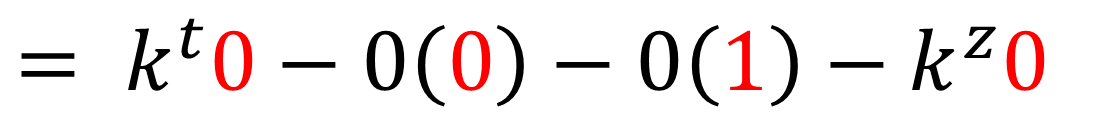 = k^t 0 − 0(0) − 0(1) − k^z 0